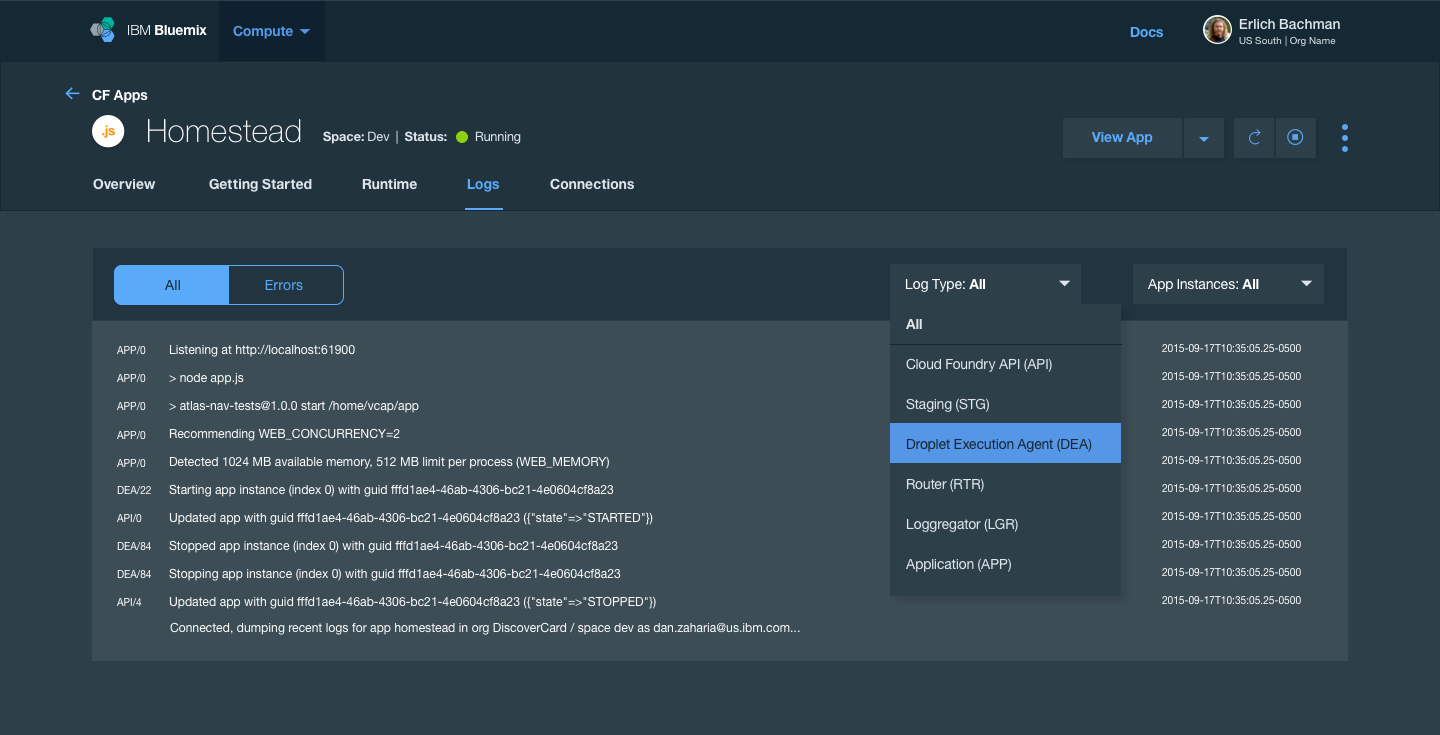 IBM Bluemix
Compute
Docs
Erlich Bachman
US South | Org Name
CF Apps
.js
Homestead
Space: Dev | Status: Running
View App
Overview
Getting Started
Runtime
Logs
Connections
All
Errors
Log Type: All
App Instances: All
All
Cloud Foundry API (API)
Staging (STG)
Droplet Execution Agent (DEA)
Router (RTR)
Loggregator (LGR)
Application (APP)
APP/0 Listening at http://localhost:61900 2015-09-17T10:35:05.25-0500
APP/0 > node app.js 2015-09-17T10:35:05.25-0500
APP/0 > atlas-nav-tests@1.0.0 start /home/vcap/app 2015-09-17T10:35:05.25-0500
APP/0 Recommending WEB_CONCURRENCY=2 2015-09-17T10:35:05.25-0500
APP/0 Detected 1024 MB available memory, 512 MB limit per process (WEB_MEMORY) 2015-09-17T10:35:05.25-0500
DEA/22 Starting app instance (index 0) with guid fffd1ae4-46ab-4306-bc21-4e0604cf8a23 2015-09-17T10:35:05.25-0500
API/0 Updated app with guid fffd1ae4-46ab-4306-bc21-4e0604cf8a23 ({"state"=>"STARTED"}) 2015-09-17T10:35:05.25-0500
DEA/84 Stopped app instance (index 0) with guid fffd1ae4-46ab-4306-bc21-4e0604cf8a23 2015-09-17T10:35:05.25-0500
DEA/84 Stopping app instance (index 0) with guid fffd1ae4-46ab-4306-bc21-4e0604cf8a23 2015-09-17T10:35:05.25-0500
API/4 Updated app with guid fffd1ae4-46ab-4306-bc21-4e0604cf8a23 ({"state"=>"STOPPED"}) 2015-09-17T10:35:05.25-0500
Connected, dumping recent logs for app homestead in org DiscoverCard / space dev as dan.zaharia@us.ibm.com...